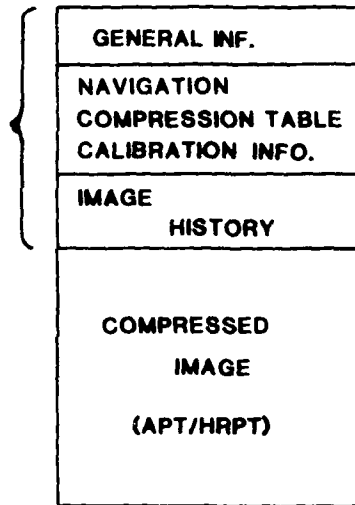 GENERAL INF.
NAVIGATION
COMPRESSION TABLE
CALIBRATION INFO.
IMAGE
HISTORY
COMPRESSED
IMAGE
(APT/HRPT)